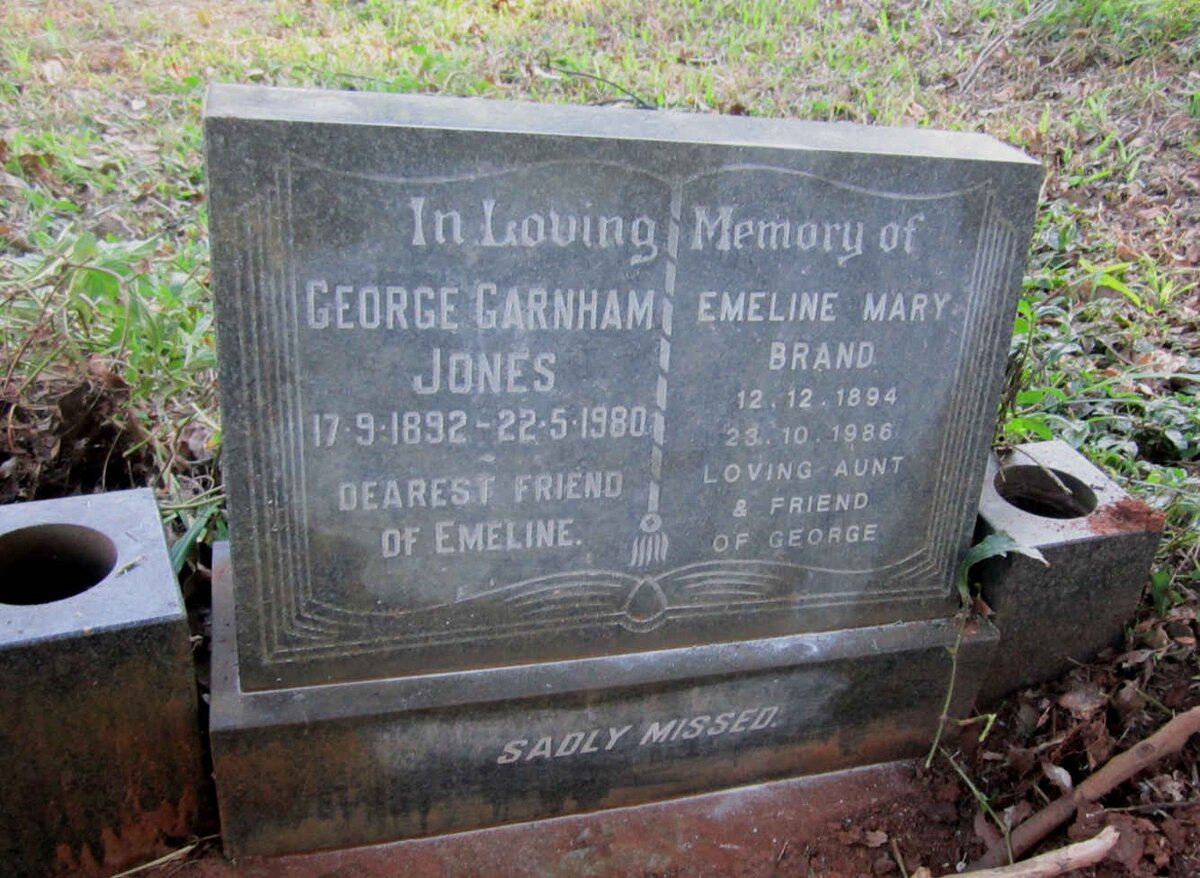 In Loving Memory of
GEORGE GARNHAM
JONES
17·9·1892 - 22·5·1980
DEAREST FRIEND
OF EMELINE.
EMELINE MARY
BRAND
12.12.1894
23.10.1986
LOVING AUNT
& FRIEND
OF GEORGE
SADLY MISSED.